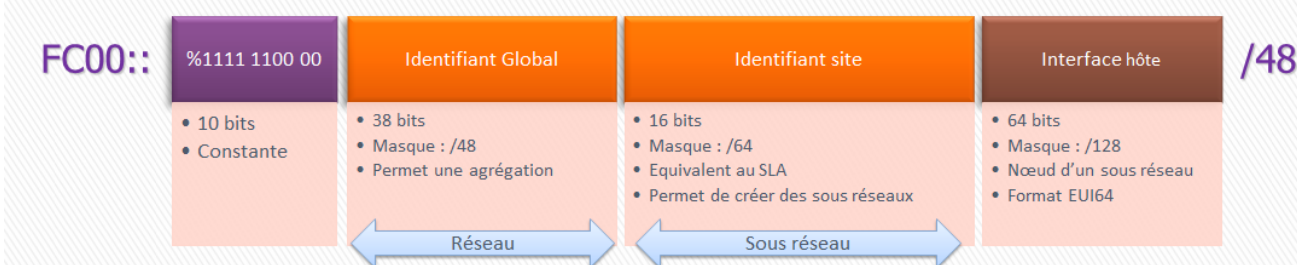 FC00::
%1111 1100 00
Identifiant Global
Identifiant site
Interface hôte
/48
• 10 bits
• Constante
• 38 bits
• Masque : /48
• Permet une agrégation
• 16 bits
• Masque : /64
• Equivalent au SLA
• Permet de créer des sous réseaux
• 64 bits
• Masque : /128
• Nœud d'un sous réseau
• Format EUI64
Réseau
Sous réseau